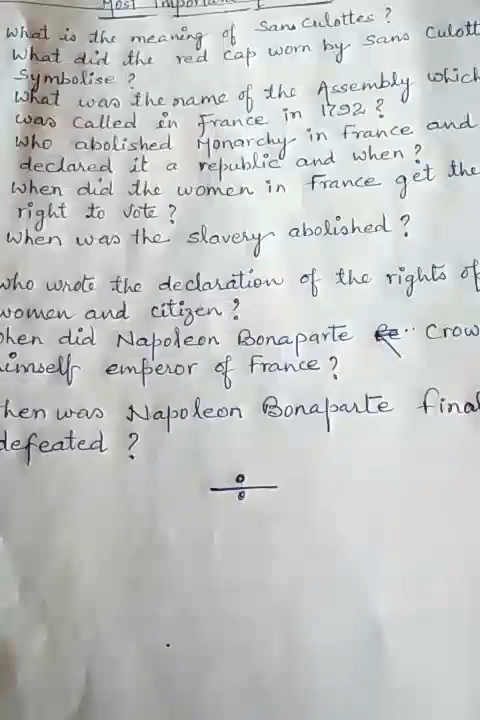 Most Important
What is the meaning of Sans Culottes ?
What did the red cap worn by Sans Culott
Symbolise ?
What was the name of the Assembly which
was called in France in 1792 ?
Who abolished Monarchy in France and
declared it a republic and when ?
When did the women in France get the
right to vote ?
When was the slavery abolished ?
who wrote the declaration of the rights of
women and citizen ?
hen did Napoleon Bonaparte Crow
imself emperor of France ?
hen was Napoleon Bonaparte final
defeated ?